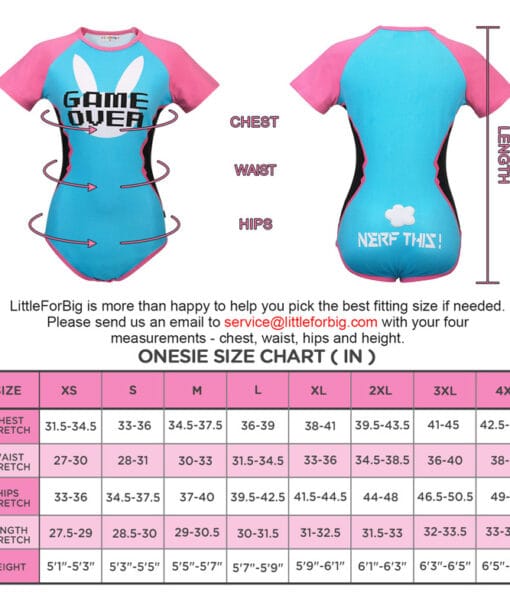 GAME
OVER
CHEST
WAIST
HIPS
LENGTH
NERF THIS!
LittleForBig is more than happy to help you pick the best fitting size if needed.
Please send us an email to service@littleforbig.com with your four
measurements - chest, waist, hips and height.
ONESIE SIZE CHART ( IN )
SIZE XS S M L XL 2XL 3XL 4X
HEST 31.5-34.5 33-36 34.5-37.5 36-39 38-41 39.5-43.5 41-45 42.5-
RETCH
WAIST 27-30 28-31 30-33 31.5-34.5 33-36 34.5-38.5 36-40 38-
RETCH
HIPS 33-36 34.5-37.5 37-40 39.5-42.5 41.5-44.5 44-48 46.5-50.5 49-
RETCH
NGTH 27.5-29 28.5-30 29-30.5 30-31.5 31-32.5 31.5-33 32-33.5 33-3
RETCH
EIGHT 5'1"-5'3" 5'3"-5'5" 5'5"-5'7" 5'7"-5'9" 5'9"-6'1" 6'1"-6'3" 6'3"-6'5" 6'5"-